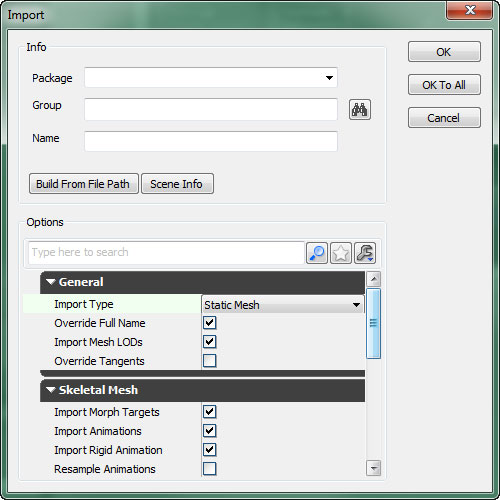 Import
Info
OK
Package
OK To All
Group
Cancel
Name
Build From File Path
Scene Info
Options
Type here to search
General
Import Type
Static Mesh
Override Full Name
Import Mesh LODs
Override Tangents
Skeletal Mesh
Import Morph Targets
Import Animations
Import Rigid Animation
Resample Animations